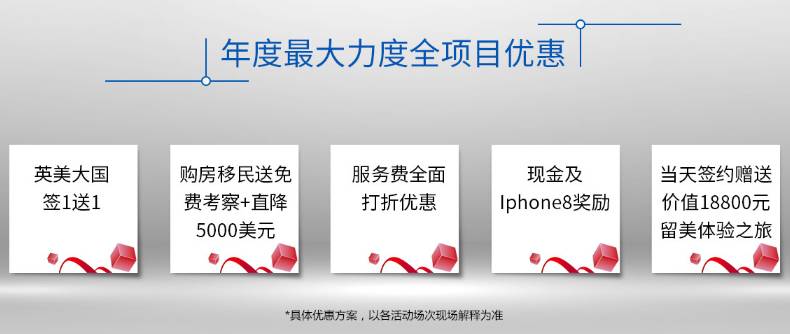 年度最大力度全项目优惠
英美大国
签1送1
购房移民送免
费考察+直降
5000美元
服务费全面
打折优惠
现金及
Iphone8奖励
当天签约赠送
价值18800元
留美体验之旅
*具体优惠方案，以各活动场次现场解释为准